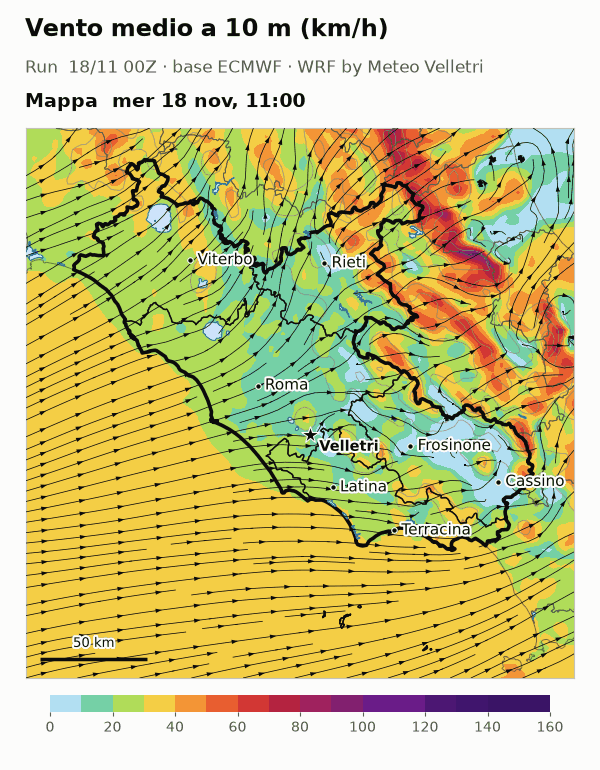 Vento medio a 10 m (km/h)
Run 18/11 00Z · base ECMWF · WRF by Meteo Velletri
Mappa mer 18 nov, 11:00
Viterbo
Rieti
Roma
Velletri
Frosinone
Cassino
Latina
Terracina
50 km
0 20 40 60 80 100 120 140 160